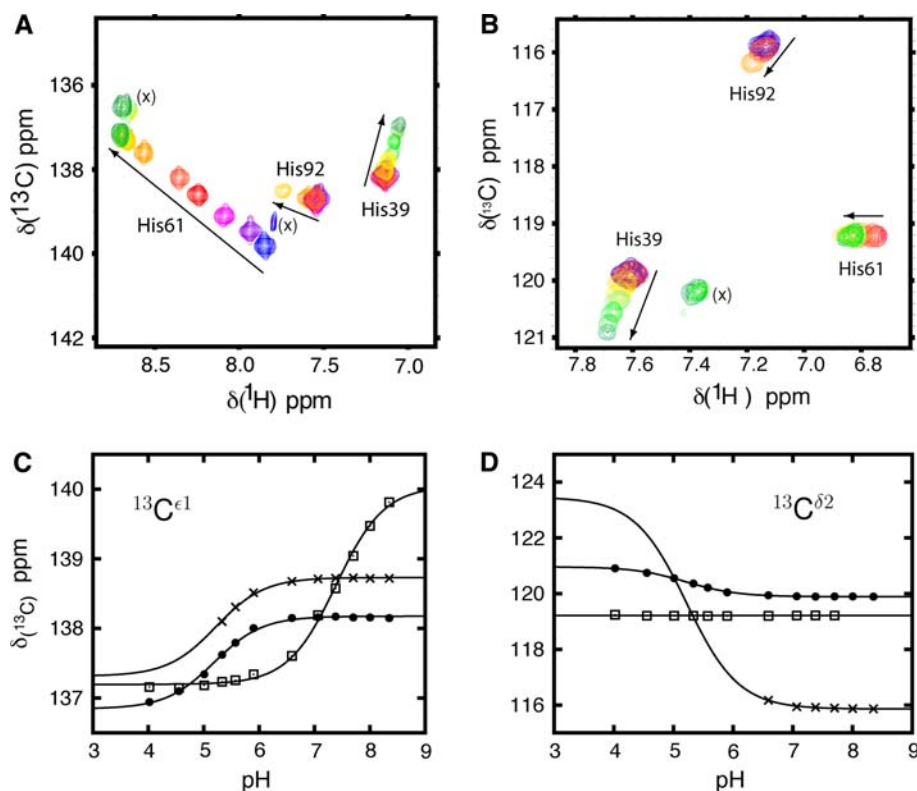 A
136
138
140
142
δ(13C) ppm
(x)
His61
His92
(x)
His39
8.5
8.0
7.5
7.0
δ(1H) ppm
B
116
117
118
119
120
121
δ(13C) ppm
His92
His39
(x)
His61
7.8
7.6
7.4
7.2
7.0
6.8
δ(1H ) ppm
C
13Cϵ1
140
139
138
137
δ(13C) ppm
3
4
5
6
7
8
9
pH
D
13Cδ2
124
122
120
118
116
3
4
5
6
7
8
9
pH